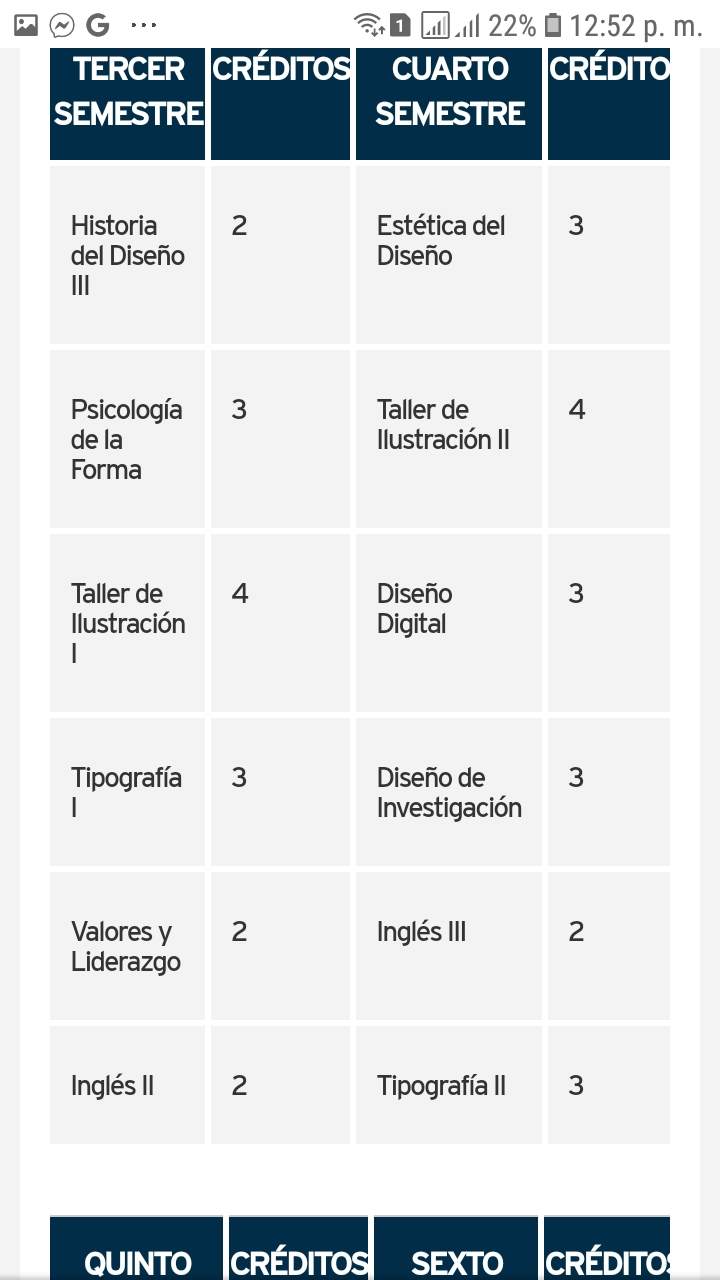 1 22% 12:52 p. m.
TERCER SEMESTRE CRÉDITOS CUARTO SEMESTRE CRÉDITO
Historia del Diseño III 2 Estética del Diseño 3
Psicología de la Forma 3 Taller de Ilustración II 4
Taller de Ilustración I 4 Diseño Digital 3
Tipografía I 3 Diseño de Investigación 3
Valores y Liderazgo 2 Inglés III 2
Inglés II 2 Tipografía II 3
QUINTO CRÉDITOS SEXTO CRÉDITOS